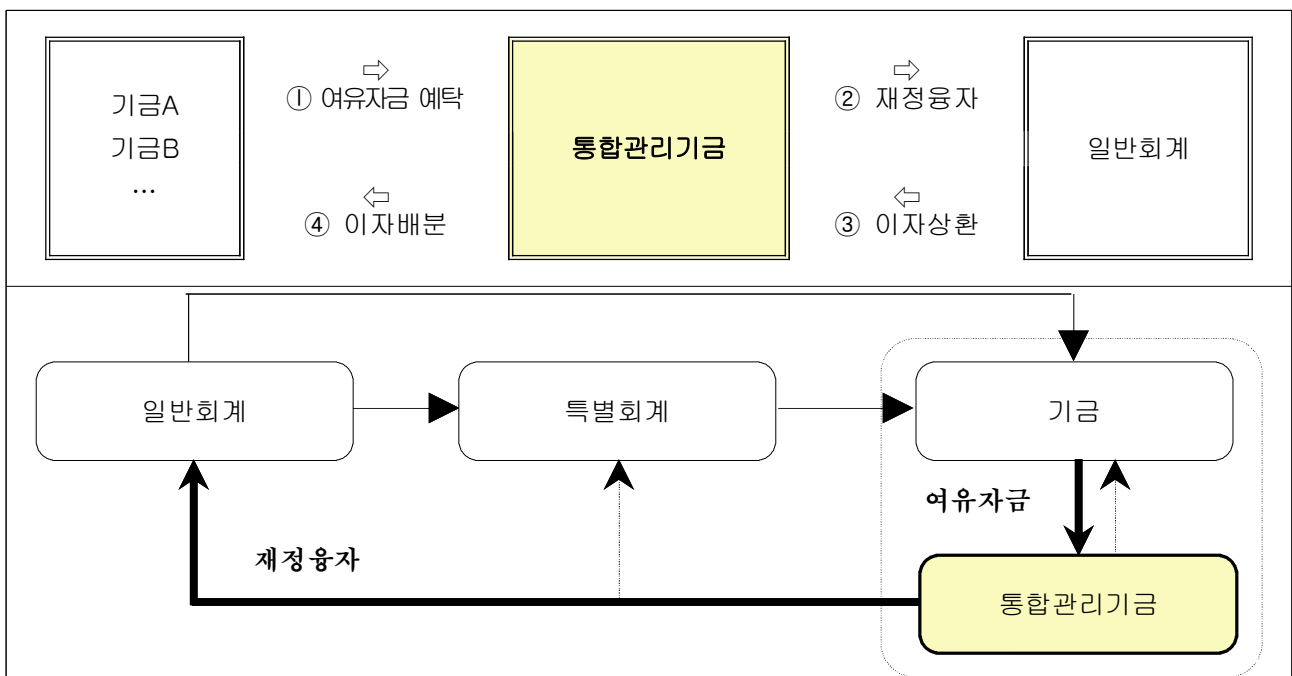 기금A
기금B
…
⇨
① 여유자금 예탁
통합관리기금
⇨
② 재정융자
일반회계
⇦
④ 이자배분
⇦
③ 이자상환
일반회계
특별회계
기금
여유자금
재정융자
통합관리기금